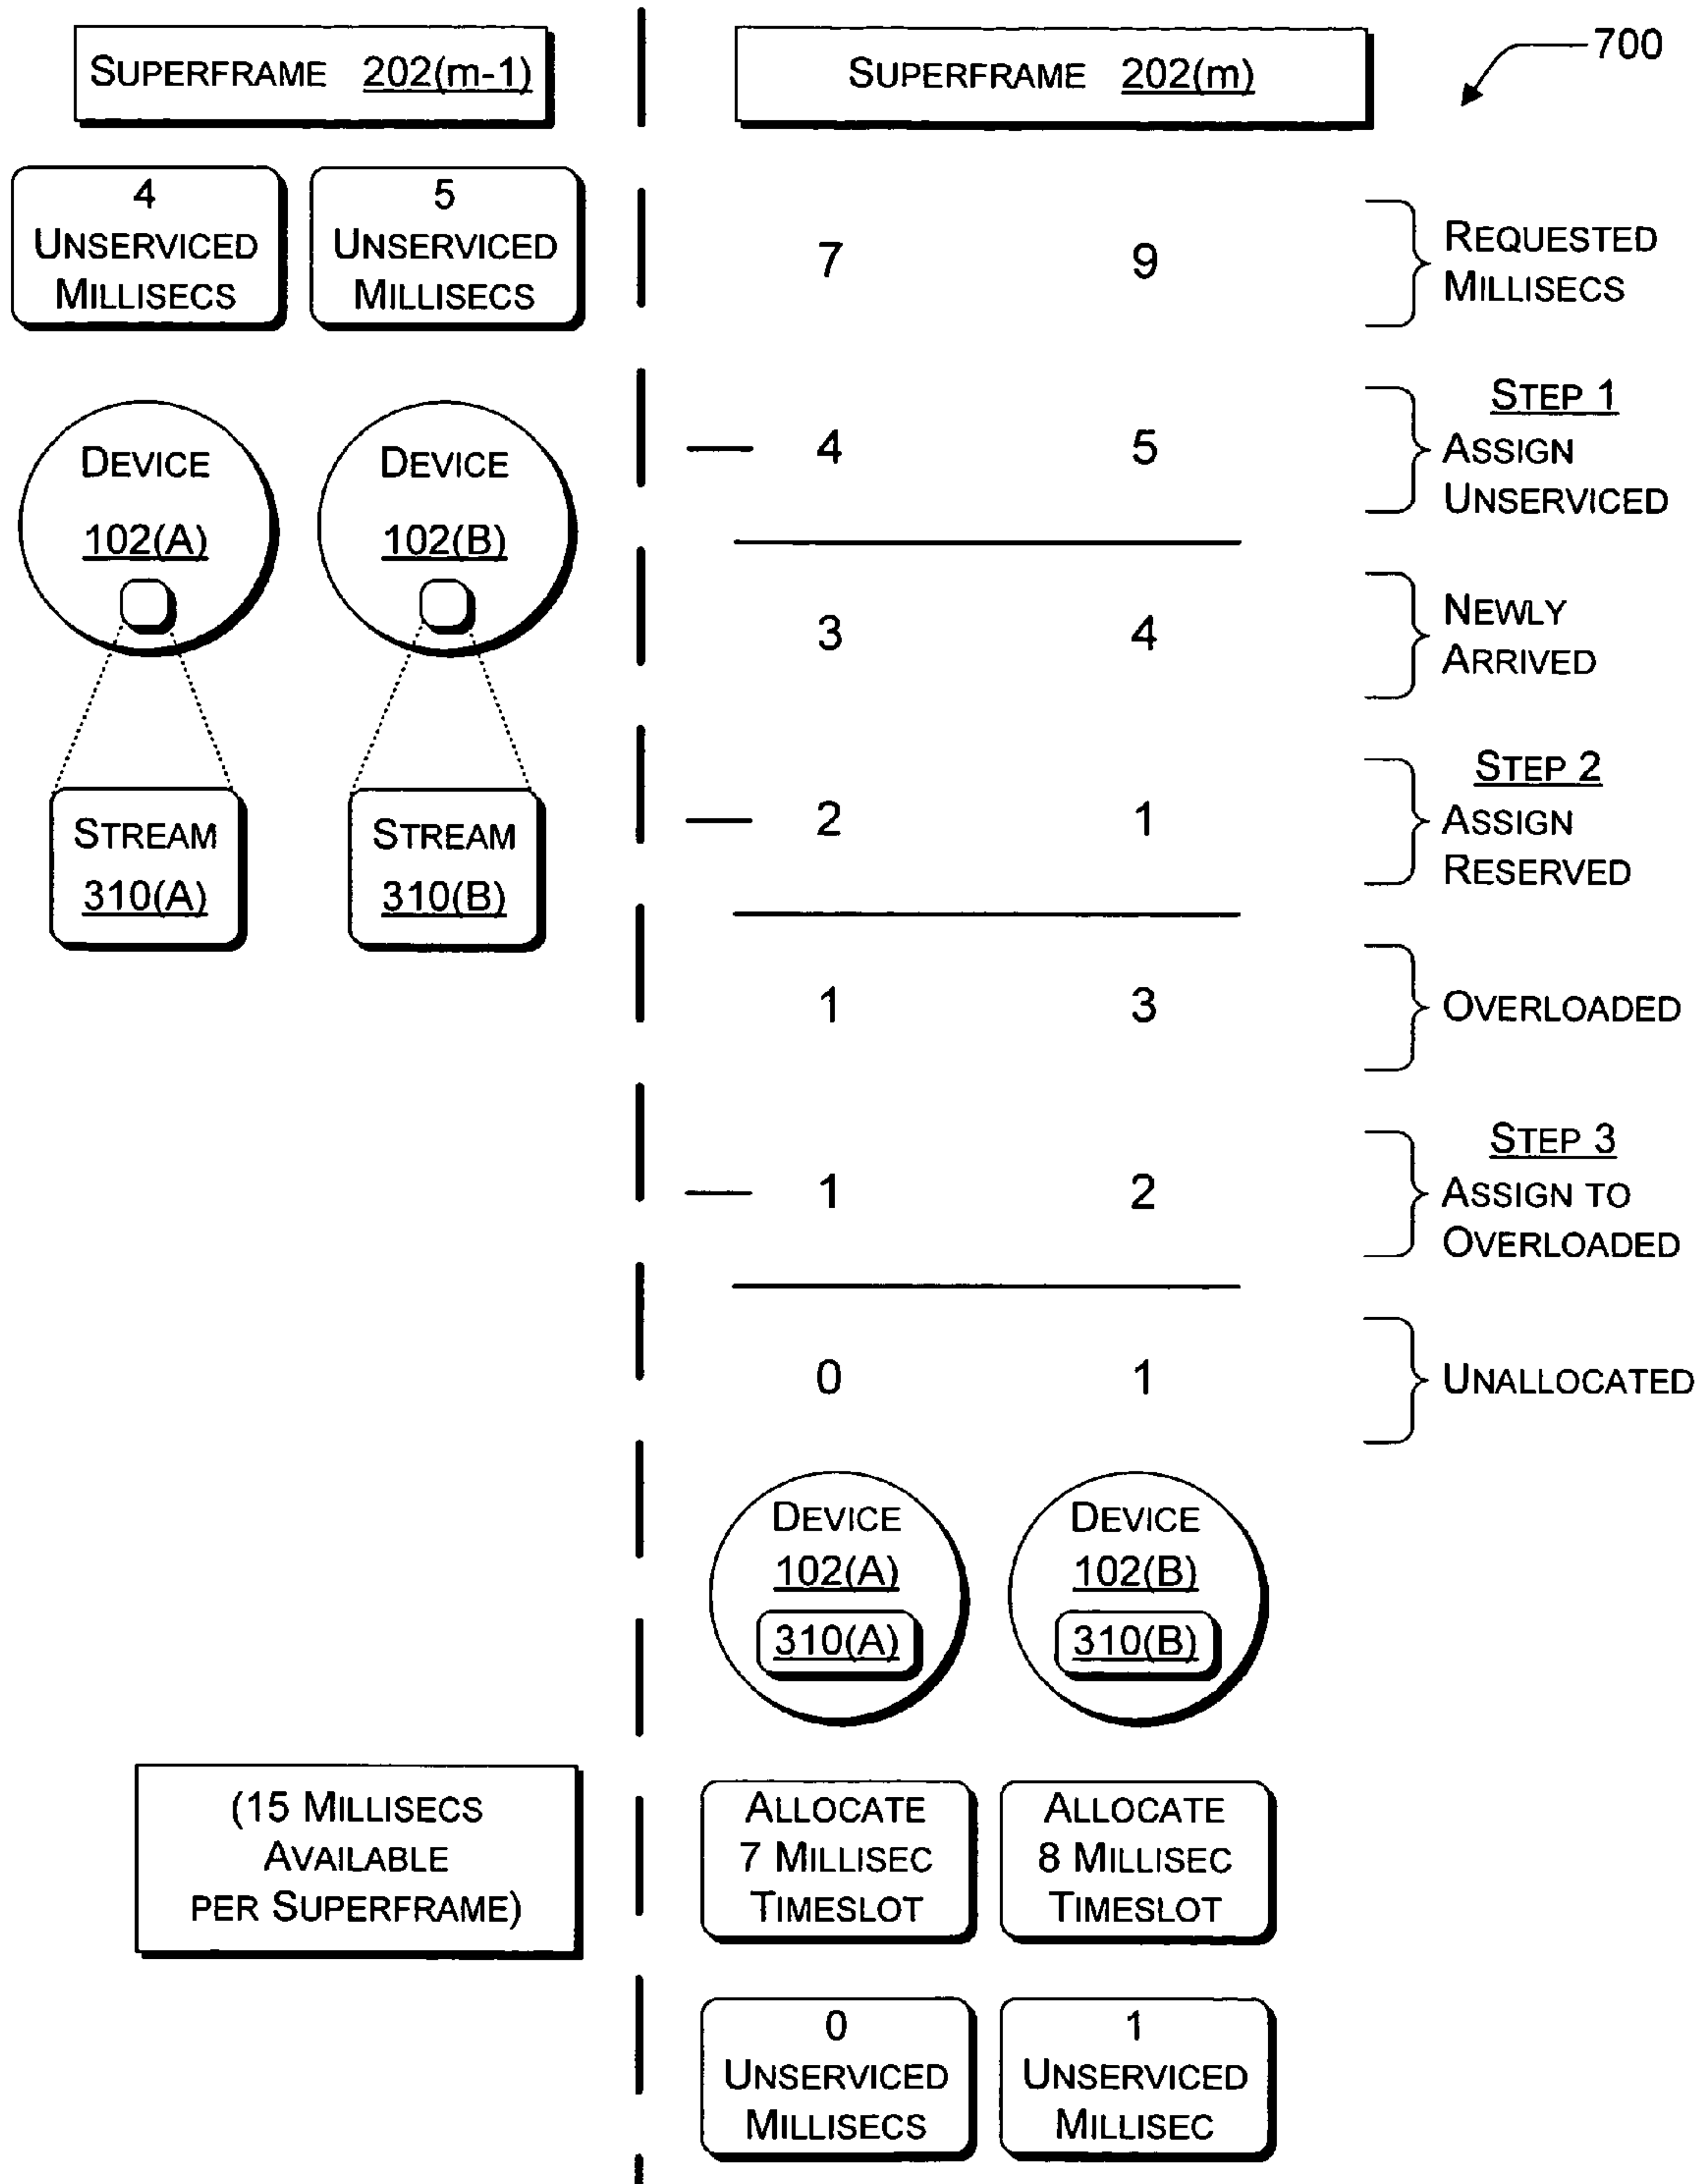 SUPERFRAME 202(m-1)
SUPERFRAME 202(m)
700
4
UNSERVICED
MILLISECS
5
UNSERVICED
MILLISECS
7 9
REQUESTED
MILLISECS
DEVICE
102(A)
DEVICE
102(B)
STREAM
310(A)
STREAM
310(B)
— 4 5
STEP 1
ASSIGN
UNSERVICED
3 4
NEWLY
ARRIVED
— 2 1
STEP 2
ASSIGN
RESERVED
1 3
OVERLOADED
— 1 2
STEP 3
ASSIGN TO
OVERLOADED
0 1
UNALLOCATED
DEVICE
102(A)
310(A)
DEVICE
102(B)
310(B)
(15 MILLISECS
AVAILABLE
PER SUPERFRAME)
ALLOCATE
7 MILLISEC
TIMESLOT
ALLOCATE
8 MILLISEC
TIMESLOT
0
UNSERVICED
MILLISECS
1
UNSERVICED
MILLISEC